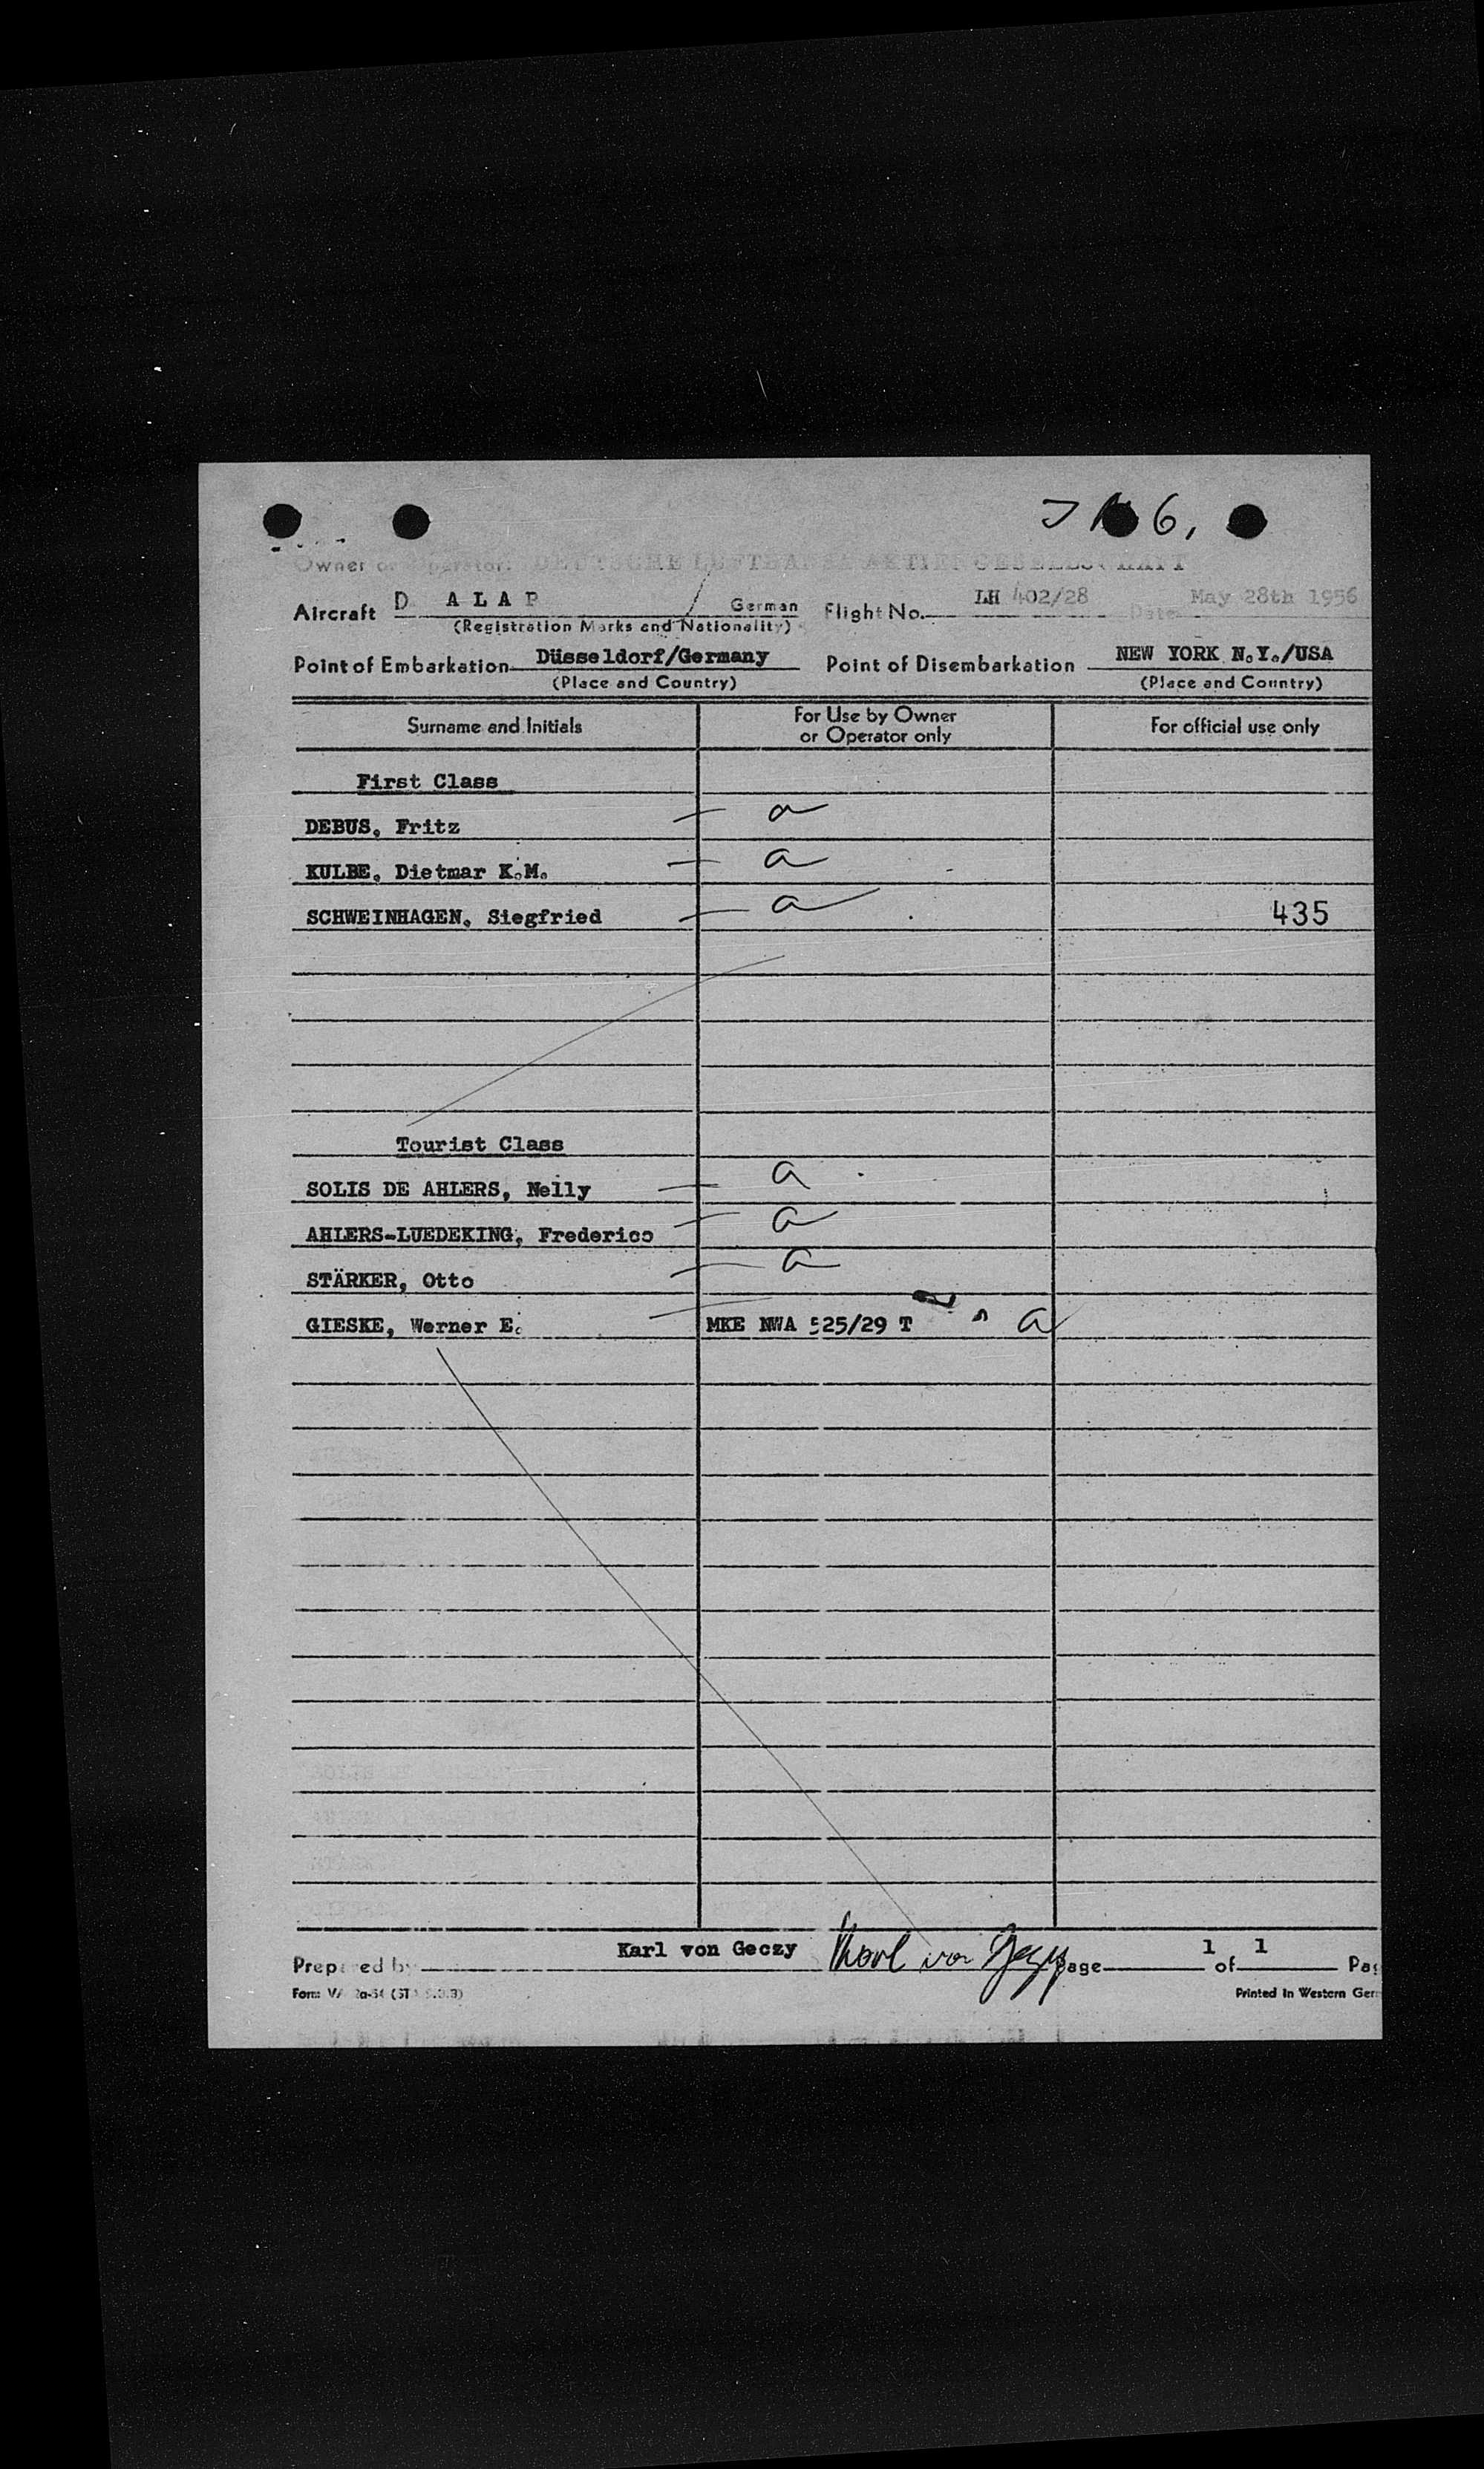 6,
Owner or Operator: DEUTSCHE LUFTHANSA AKTIENGESELLSCHAFT
Aircraft D ALAP / German Flight No. LH 402/28 Date May 28th 1956
(Registration Marks and Nationality)
Point of Embarkation Düsseldorf/Germany Point of Disembarkation NEW YORK N.Y./USA
(Place and Country) (Place and Country)
Surname and Initials For Use by Owner or Operator only For official use only
First Class
DEBUS, Fritz a
KULBE, Dietmar K.M. a
SCHWEINHAGEN, Siegfried a 435
Tourist Class
SOLIS DE AHLERS, Nelly a
AHLERS-LUEDEKING, Frederico a
STÄRKER, Otto a
GIESKE, Werner E. MKE NWA 525/29 T a
Prepared by Karl von Geczy Karl von Geczy Page 1 of 1 Pag
Form
Printed in Western Ger